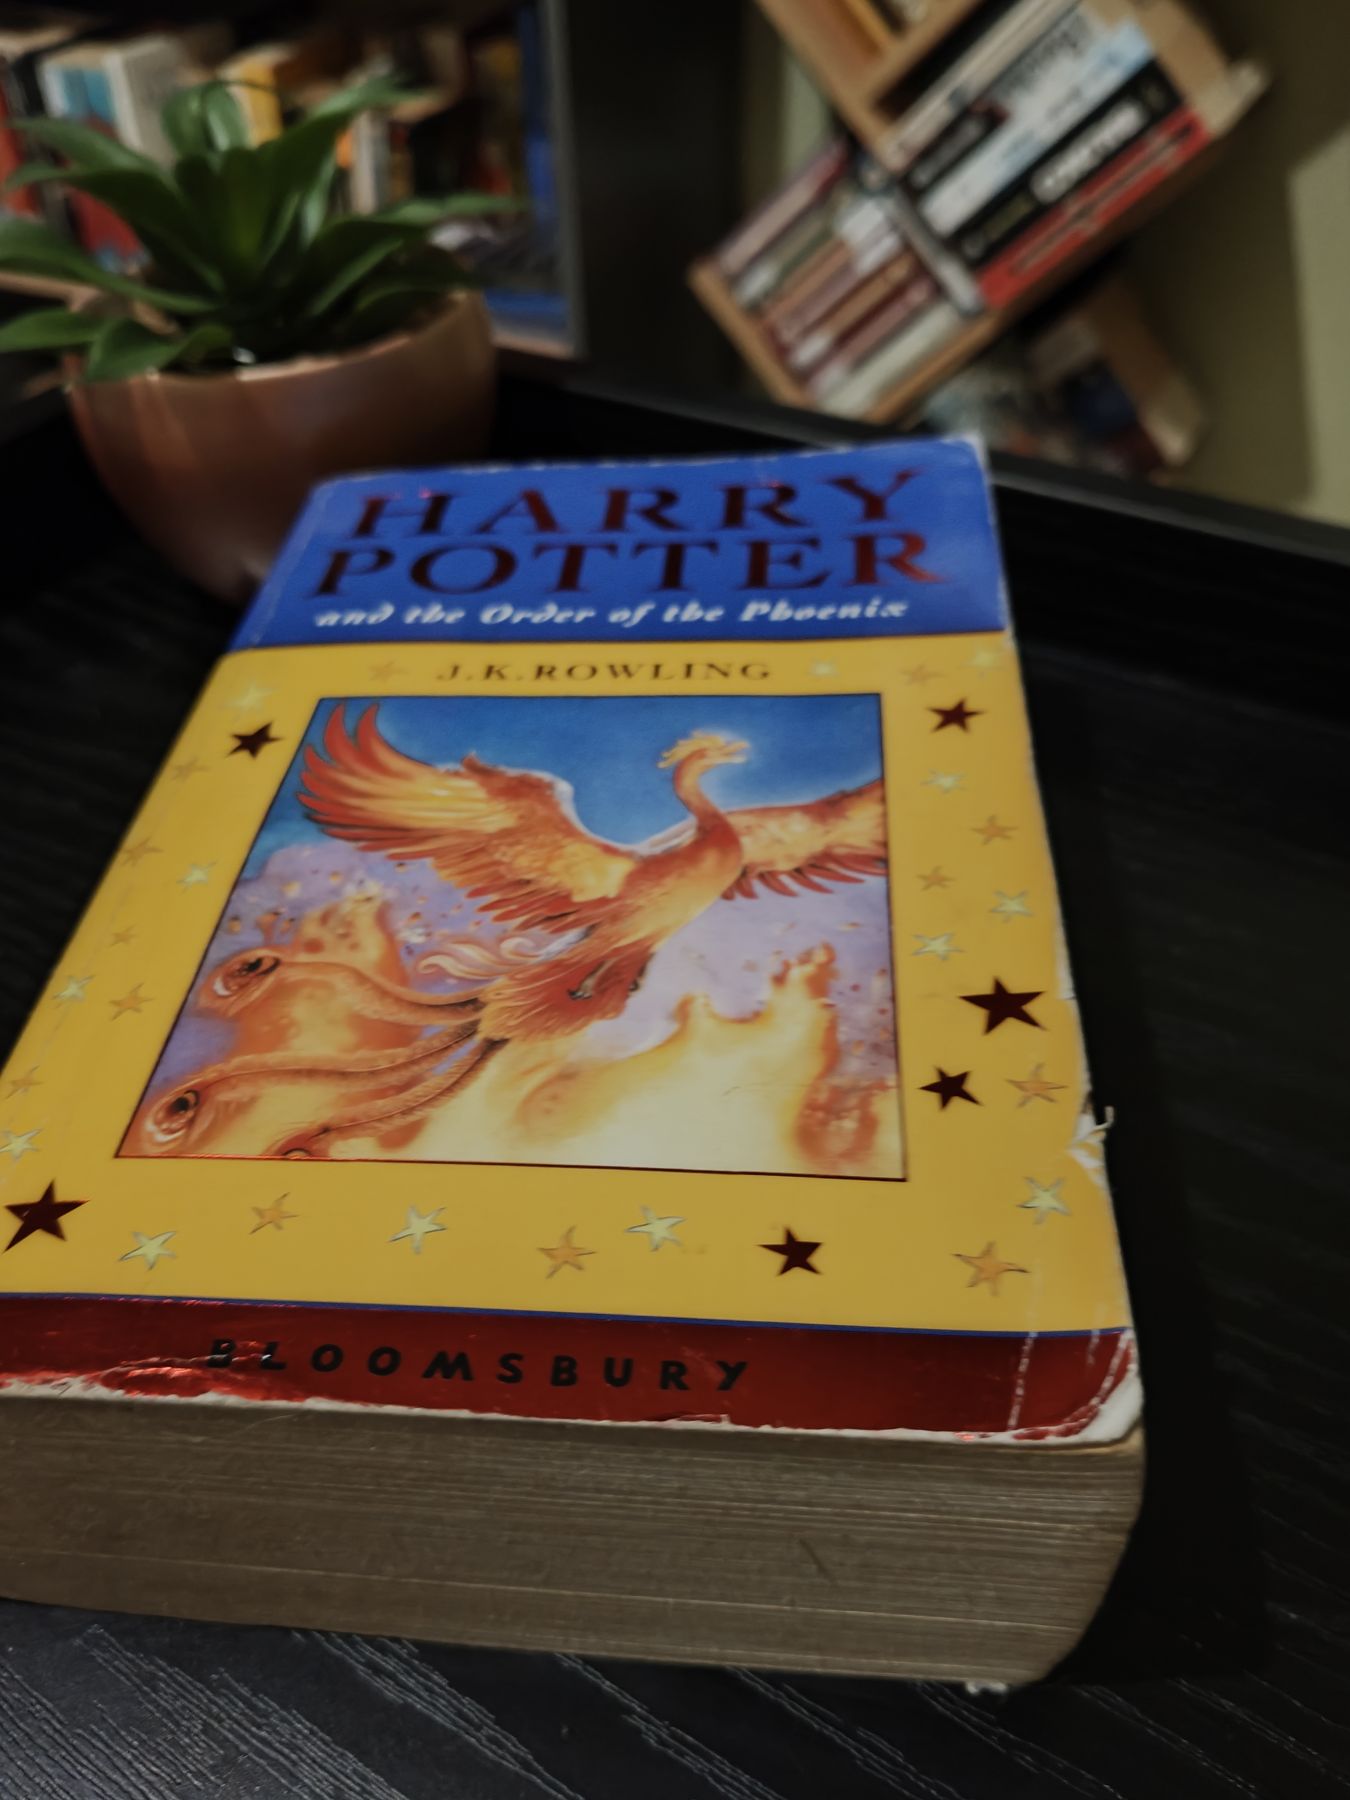 HARRY
POTTER
and the Order of the Phoenix
J.K.ROWLING
BLOOMSBURY